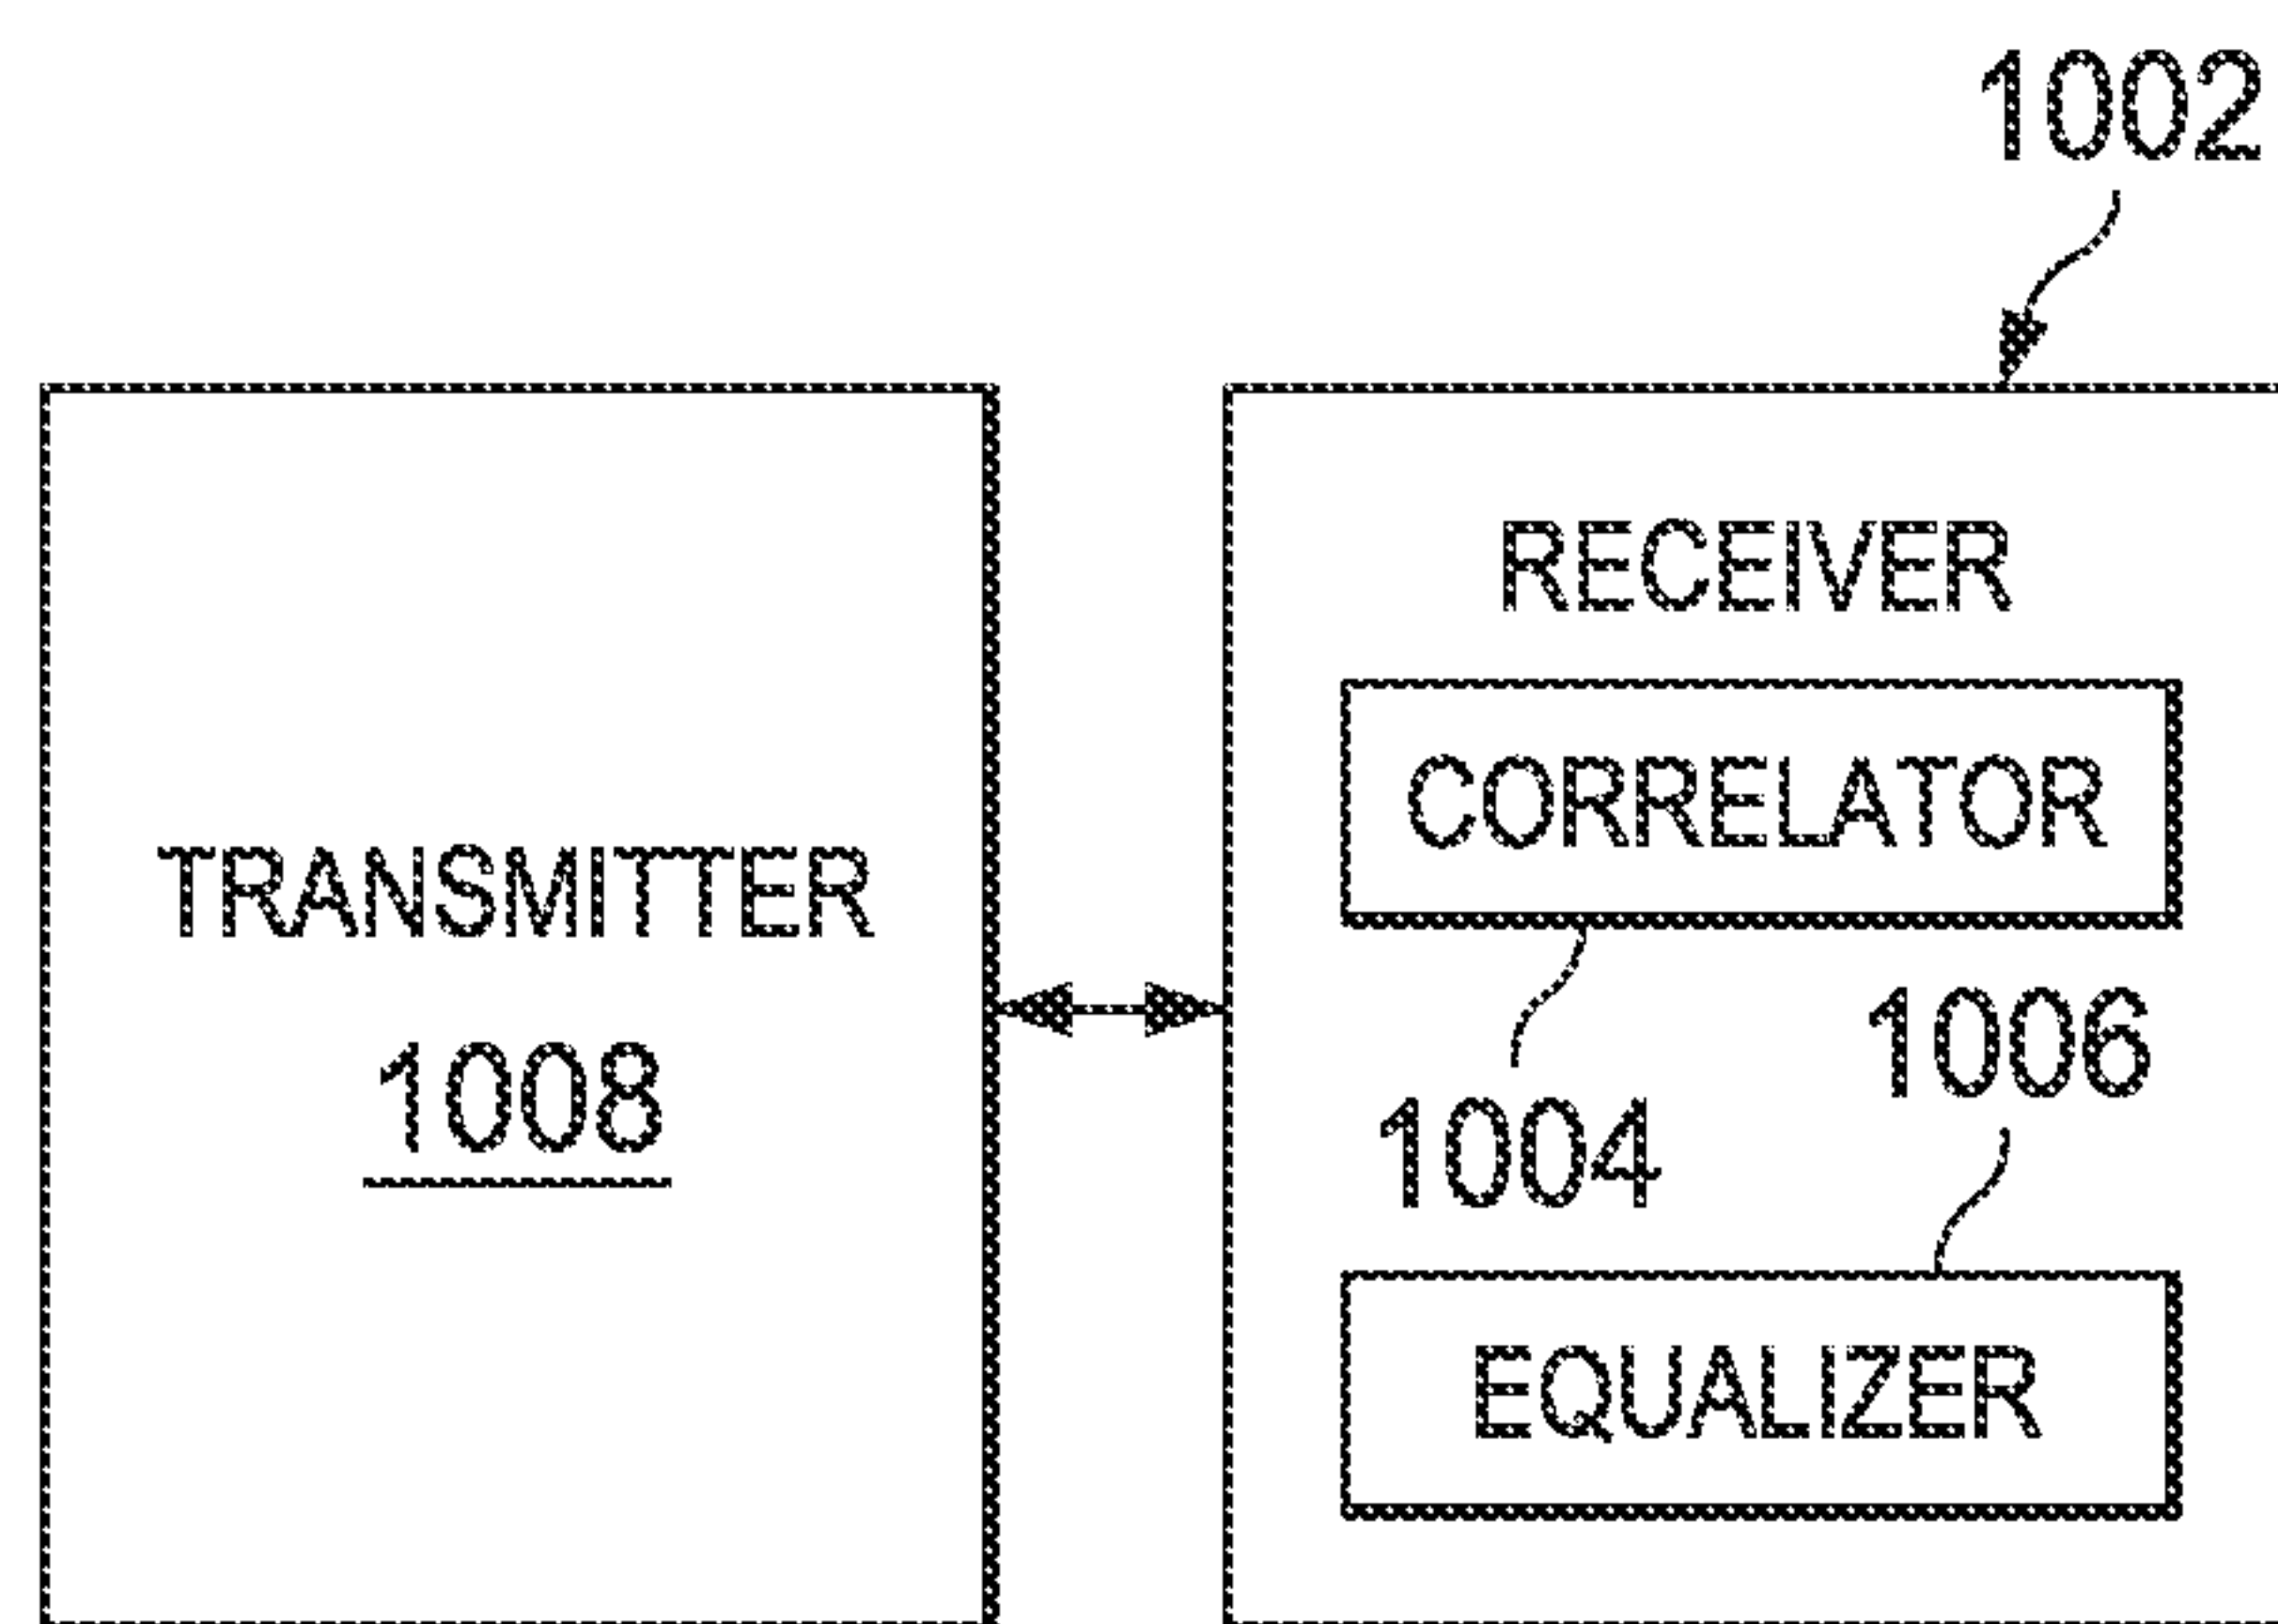 1002
RECEIVER
CORRELATOR
TRANSMITTER
1006
1008
1004
EQUALIZER